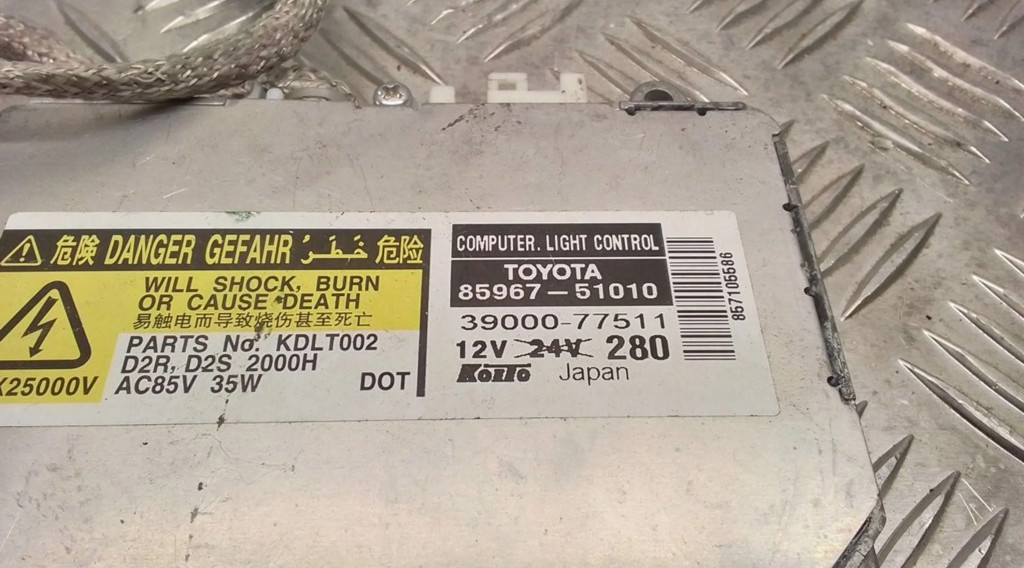 危険 DANGER GEFAHR خَطَر 危险
WILL SHOCK, BURN
OR CAUSE DEATH
易触电而导致烧伤甚至死亡
PARTS No. KDLT002
D2R, D2S 2000H
25000V
AC85V 35W
DOT
COMPUTER. LIGHT CONTROL
TOYOTA
85967-51010
39000-77511
12V 24V 280
KOITO Japan
857105586